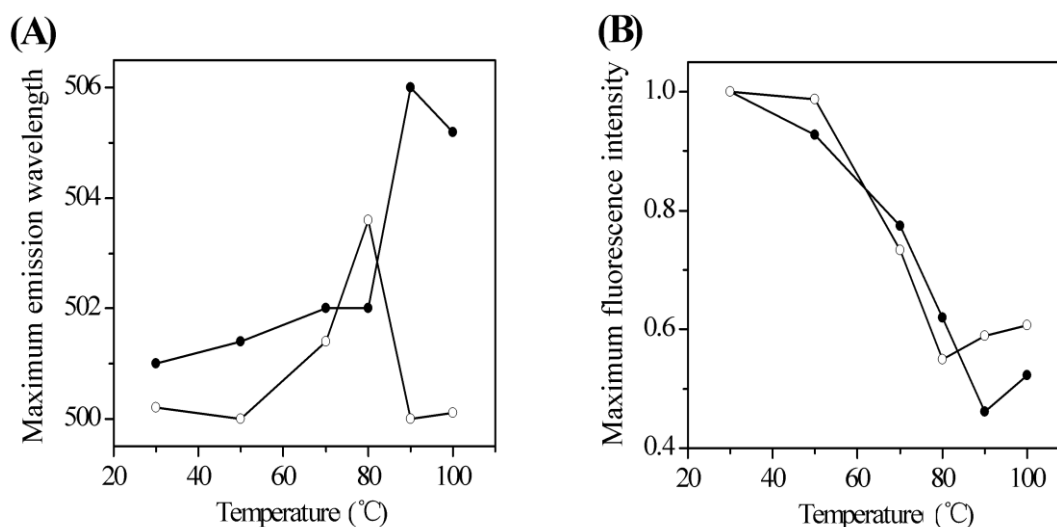 (A)
Maximum emission wavelength
506
504
502
500
20 40 60 80 100
Temperature (℃)
(B)
Maximum fluorescence intensity
1.0
0.8
0.6
0.4
20 40 60 80 100
Temperature (℃)